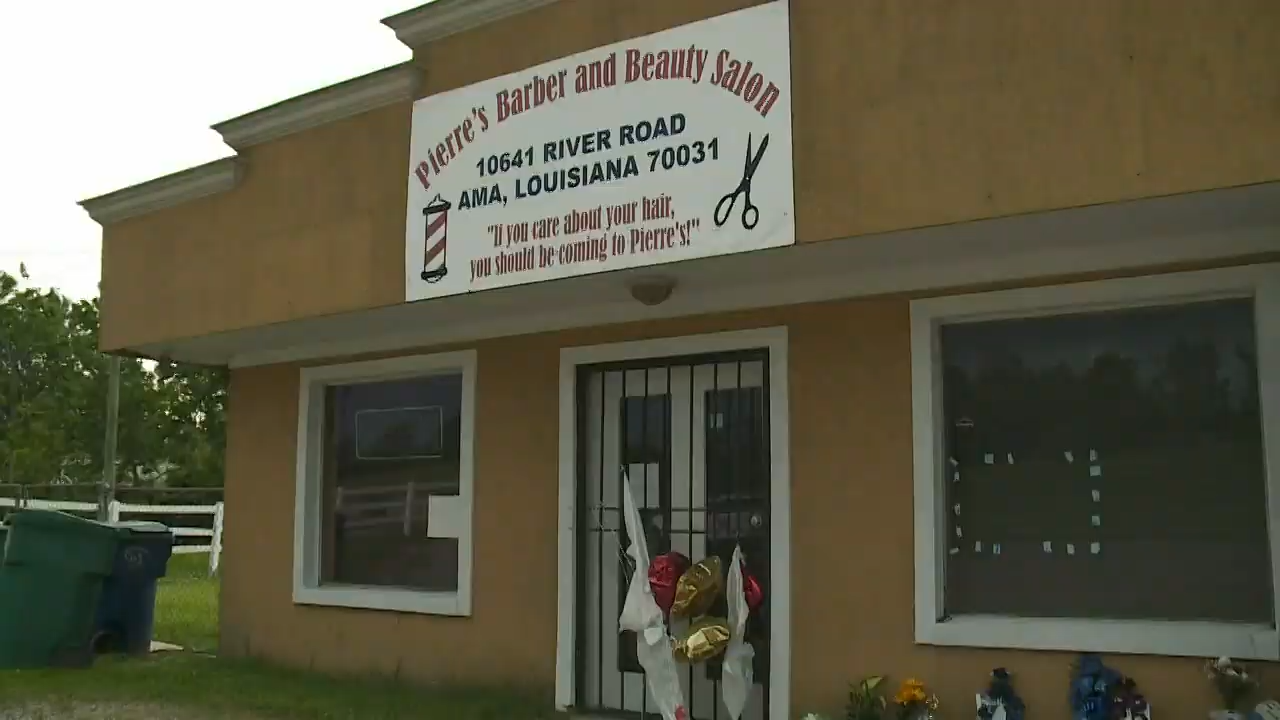 Pierre's Barber and Beauty Salon
10641 RIVER ROAD
AMA, LOUISIANA 70031
"If you care about your hair,
you should be coming to Pierre's!"